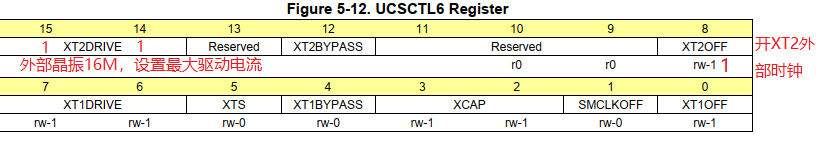 Figure 5-12. UCSCTL6 Register
15 14 13 12 11 10 9 8
1 XT2DRIVE 1 Reserved XT2BYPASS Reserved XT2OFF 开XT2外
外部晶振16M，设置最大驱动电流 r0 r0 rw-1 1 部时钟
7 6 5 4 3 2 1 0
XT1DRIVE XTS XT1BYPASS XCAP SMCLKOFF XT1OFF
rw-1 rw-1 rw-0 rw-0 rw-1 rw-1 rw-0 rw-1